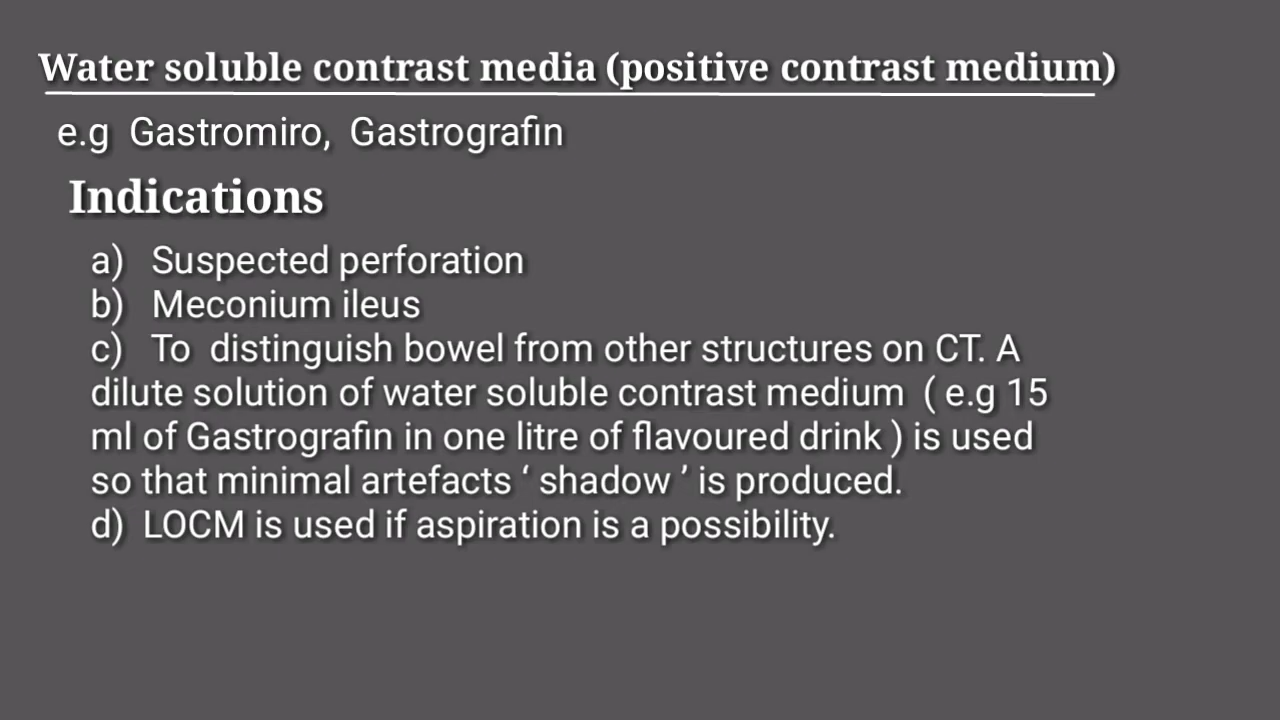 Water soluble contrast media (positive contrast medium)
e.g Gastromiro, Gastrografin
Indications
a) Suspected perforation
b) Meconium ileus
c) To distinguish bowel from other structures on CT. A
dilute solution of water soluble contrast medium ( e.g 15
ml of Gastrografin in one litre of flavoured drink ) is used
so that minimal artefacts ‘ shadow ’ is produced.
d) LOCM is used if aspiration is a possibility.